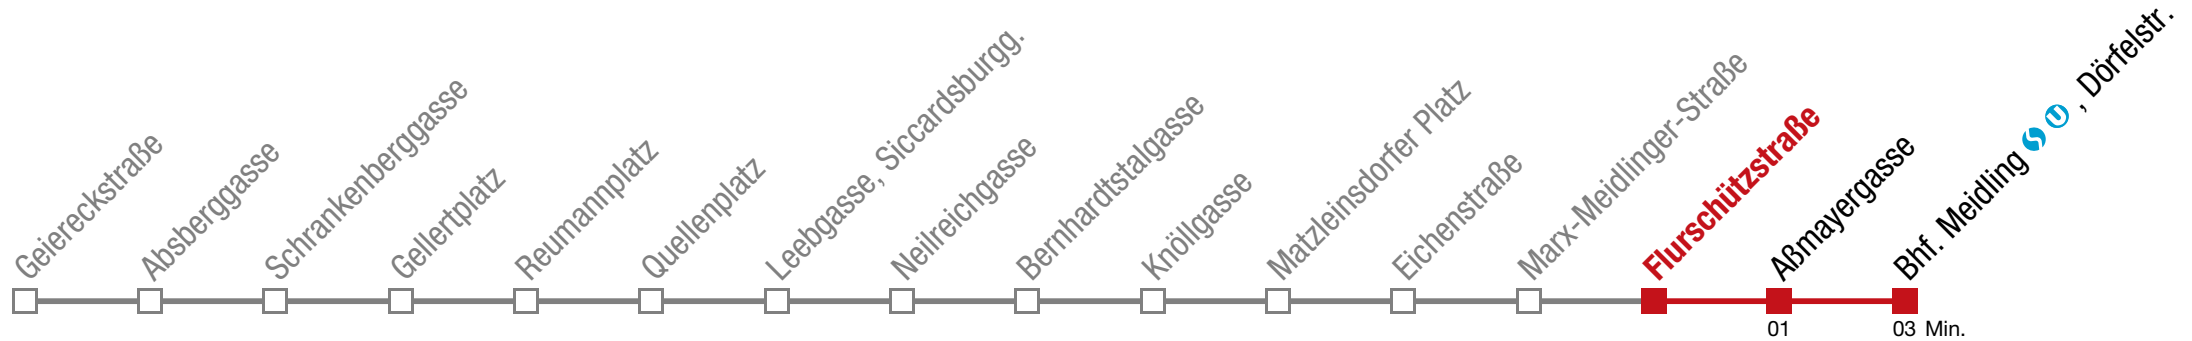 Geiereckstraße
Absberggasse
Schrankenberggasse
Gellertplatz
Reumannplatz
Quellenplatz
Leebgasse, Siccardsburgg.
Neilreichgasse
Bernhardtstalgasse
Knöllgasse
Matzleinsdorfer Platz
Eichenstraße
Marx-Meidlinger-Straße
Flurschützstraße
Aßmayergasse
Bhf. Meidling S U , Dörfelstr.
01
03 Min.